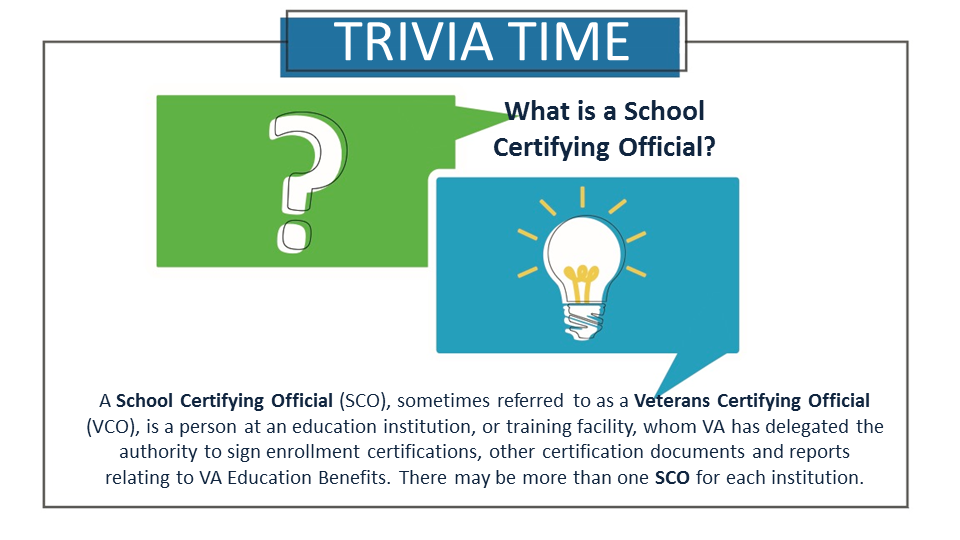 TRIVIA TIME
?
What is a School
Certifying Official?
A School Certifying Official (SCO), sometimes referred to as a Veterans Certifying Official
(VCO), is a person at an education institution, or training facility, whom VA has delegated the
authority to sign enrollment certifications, other certification documents and reports
relating to VA Education Benefits. There may be more than one SCO for each institution.